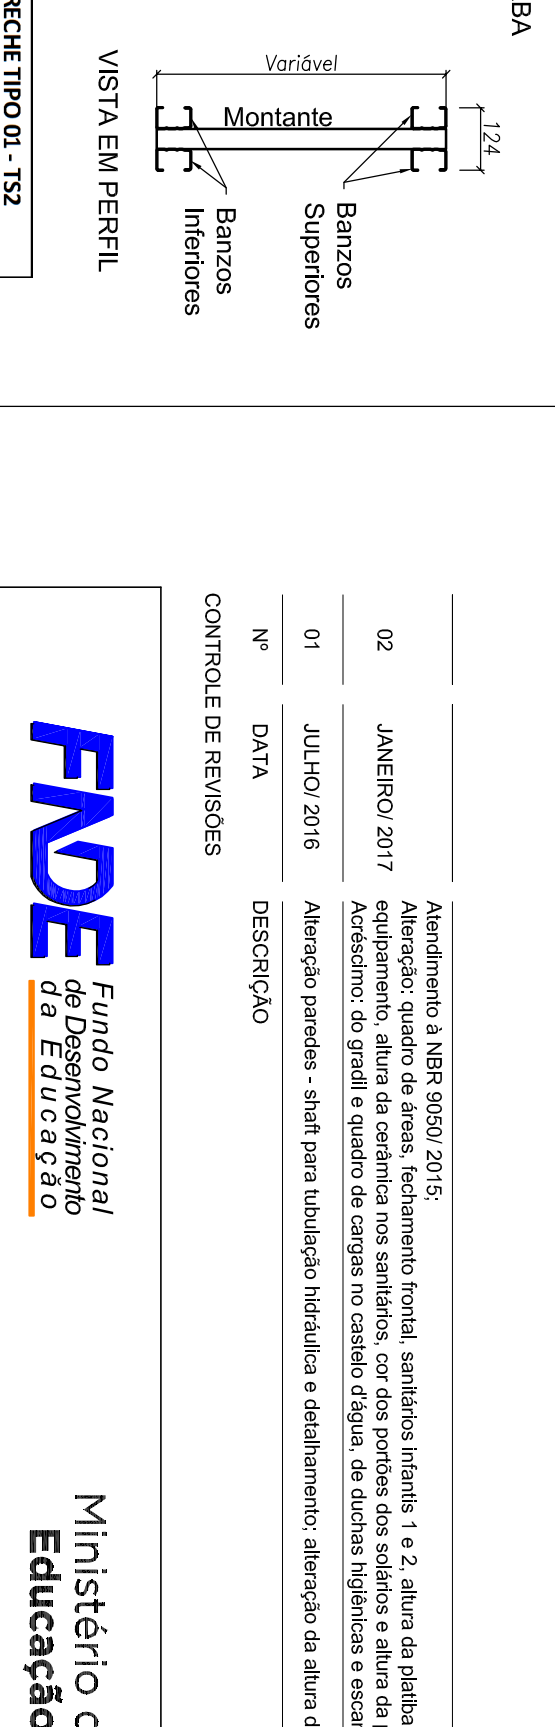 Variável
124
Montante
Banzos
Superiores
Banzos
Inferiores
VISTA EM PERFIL
TIPO 01 - TS2
Atendimento à NBR 9050/ 2015;
02 JANEIRO/ 2017 Alteração: quadro de áreas, fechamento frontal, sanitários infantis 1 e 2, altura da
equipamento, altura da cerâmica nos sanitários, cor dos portões dos solários e altura da
Acréscimo: do gradil e quadro de cargas no castelo d'água, de duchas higiênicas e
01 JULHO/ 2016 Alteração paredes - shaft para tubulação hidráulica e detalhamento; alteração da altura
Nº DATA DESCRIÇÃO
CONTROLE DE REVISÕES
FNDE
Fundo Nacional
de Desenvolvimento
da Educação
Ministério
Educação